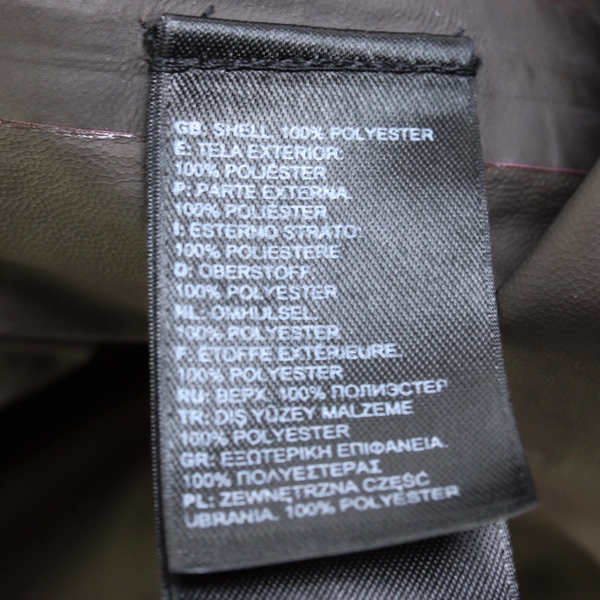 GB: SHELL. 100% POLYESTER
E: TELA EXTERIOR:
100% POLIÉSTER
P: PARTE EXTERNA.
100% POLIÉSTER
I: ESTERNO STRATO:
100% POLIESTERE
D: OBERSTOFF:
100% POLYESTER
NL: OMHULSEL.
100% POLYESTER
F: ÉTOFFE EXTÉRIEURE.
100% POLYESTER
RU: ВЕРХ. 100% ПОЛИЭСТЕР
TR: DIŞ YÜZEY MALZEME
100% POLYESTER
GR: ΕΞΩΤΕΡΙΚΗ ΕΠΙΦΑΝΕΙΑ.
100% ΠΟΛΥΕΣΤΕΡΑΣ
PL: ZEWNĘTRZNA CZĘŚĆ
UBRANIA. 100% POLYESTER